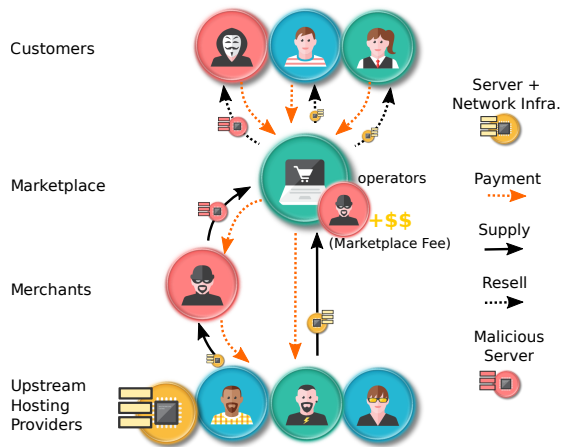 Customers
Server +
Network Infra.
Marketplace
operators
Payment
+$$
(Marketplace Fee)
Supply
Merchants
Resell
Malicious
Server
Upstream
Hosting
Providers